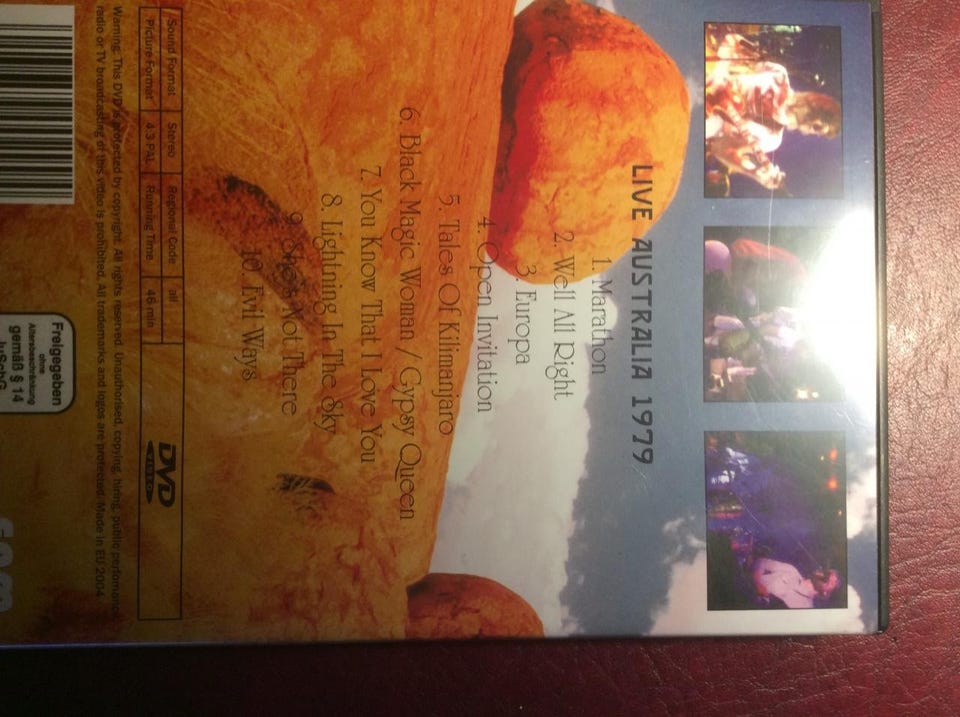 LIVE AUSTRALIA 1979
1. Marathon
2. Well All Right
3. Europa
4. Open Invitation
5. Tales Of Kilimanjaro
6. Black Magic Woman / Gypsy Queen
7. You Know That I Love You
8. Lightning In The Sky
9. She's Not There
10. Evil Ways
Sound Format Stereo Regional Code all
Picture Format 4:3 PAL Running Time 46 min
DVD
VIDEO
Warning: This DVD is protected by copyright. All rights reserved. Unauthorised, copying, hiring, public performance
radio or TV broadcasting of this video is prohibited. All trademarks and logos are protected. Made in EU 2004
Freigegeben
ohne
Altersbeschränkung
gemäß § 14
JuSchG